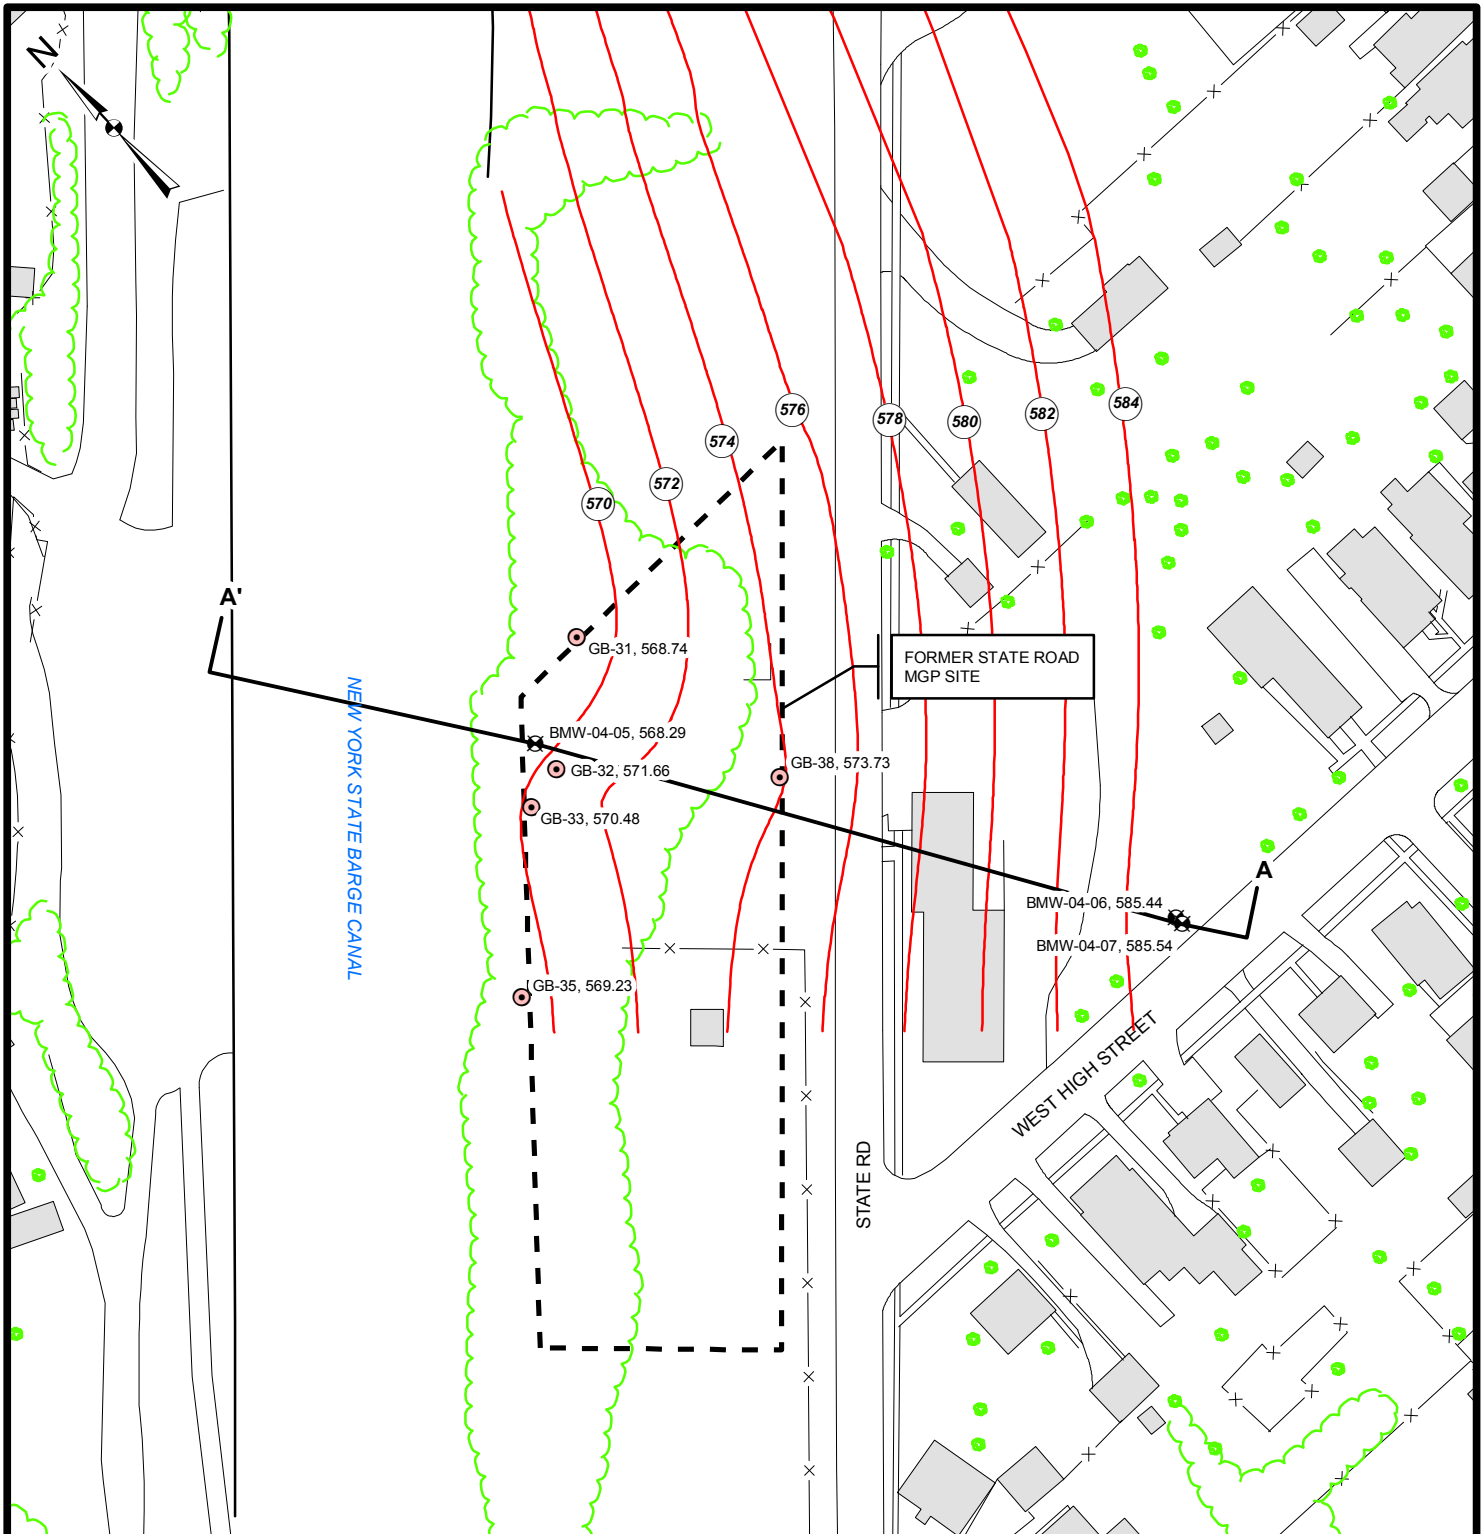 N
576
578
580
582
584
574
572
570
A'
GB-31, 568.74
FORMER STATE ROAD
MGP SITE
NEW YORK STATE BARGE CANAL
BMW-04-05, 568.29
GB-32, 571.66
GB-38, 573.73
GB-33, 570.48
A
BMW-04-06, 585.44
BMW-04-07, 585.54
GB-35, 569.23
WEST HIGH STREET
STATE RD